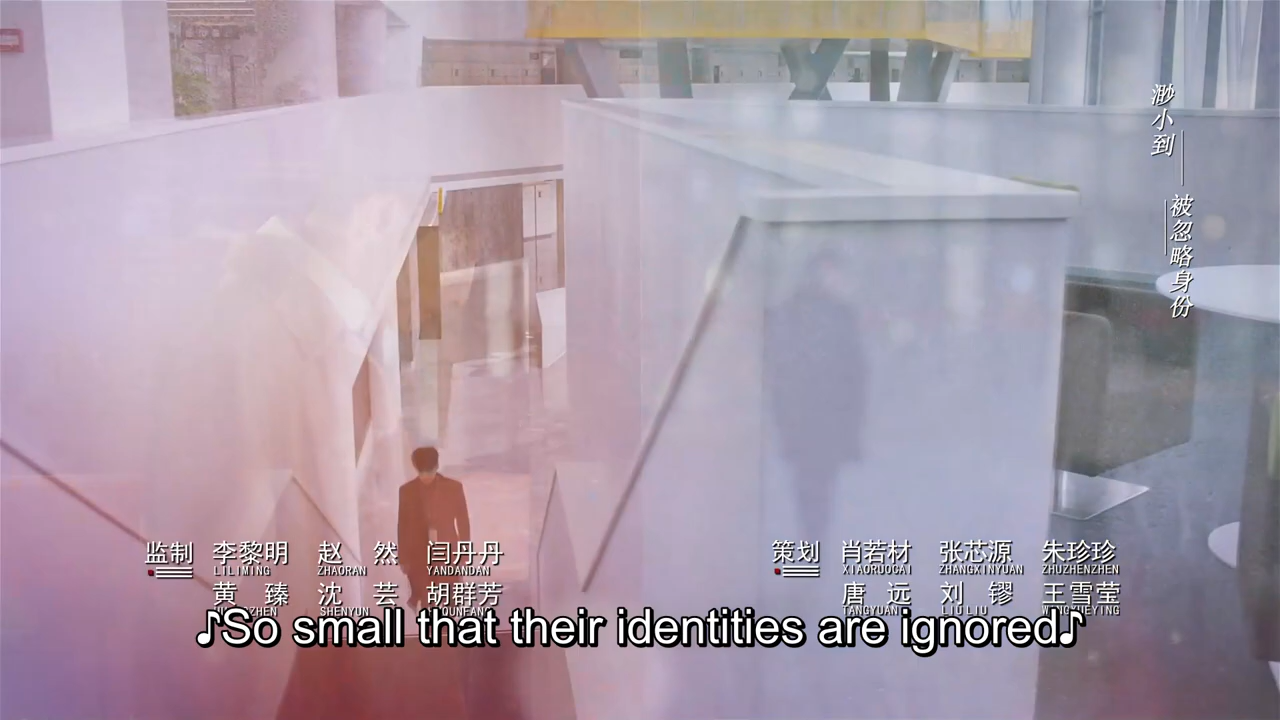 渺小到
被忽略身份
监制 李黎明 赵 然 闫丹丹
LILIMING ZHAORAN YANDANDAN
黄 臻 沈 芸 胡群芳
SHENYUN
策划 肖若材 张芯源 朱珍珍
XIAORUOCAI ZHANGXINYUAN ZHUZHENZHEN
唐 远 刘 镠 王雪莹
TANGYUAN LIULIU
♪So small that their identities are ignored♪